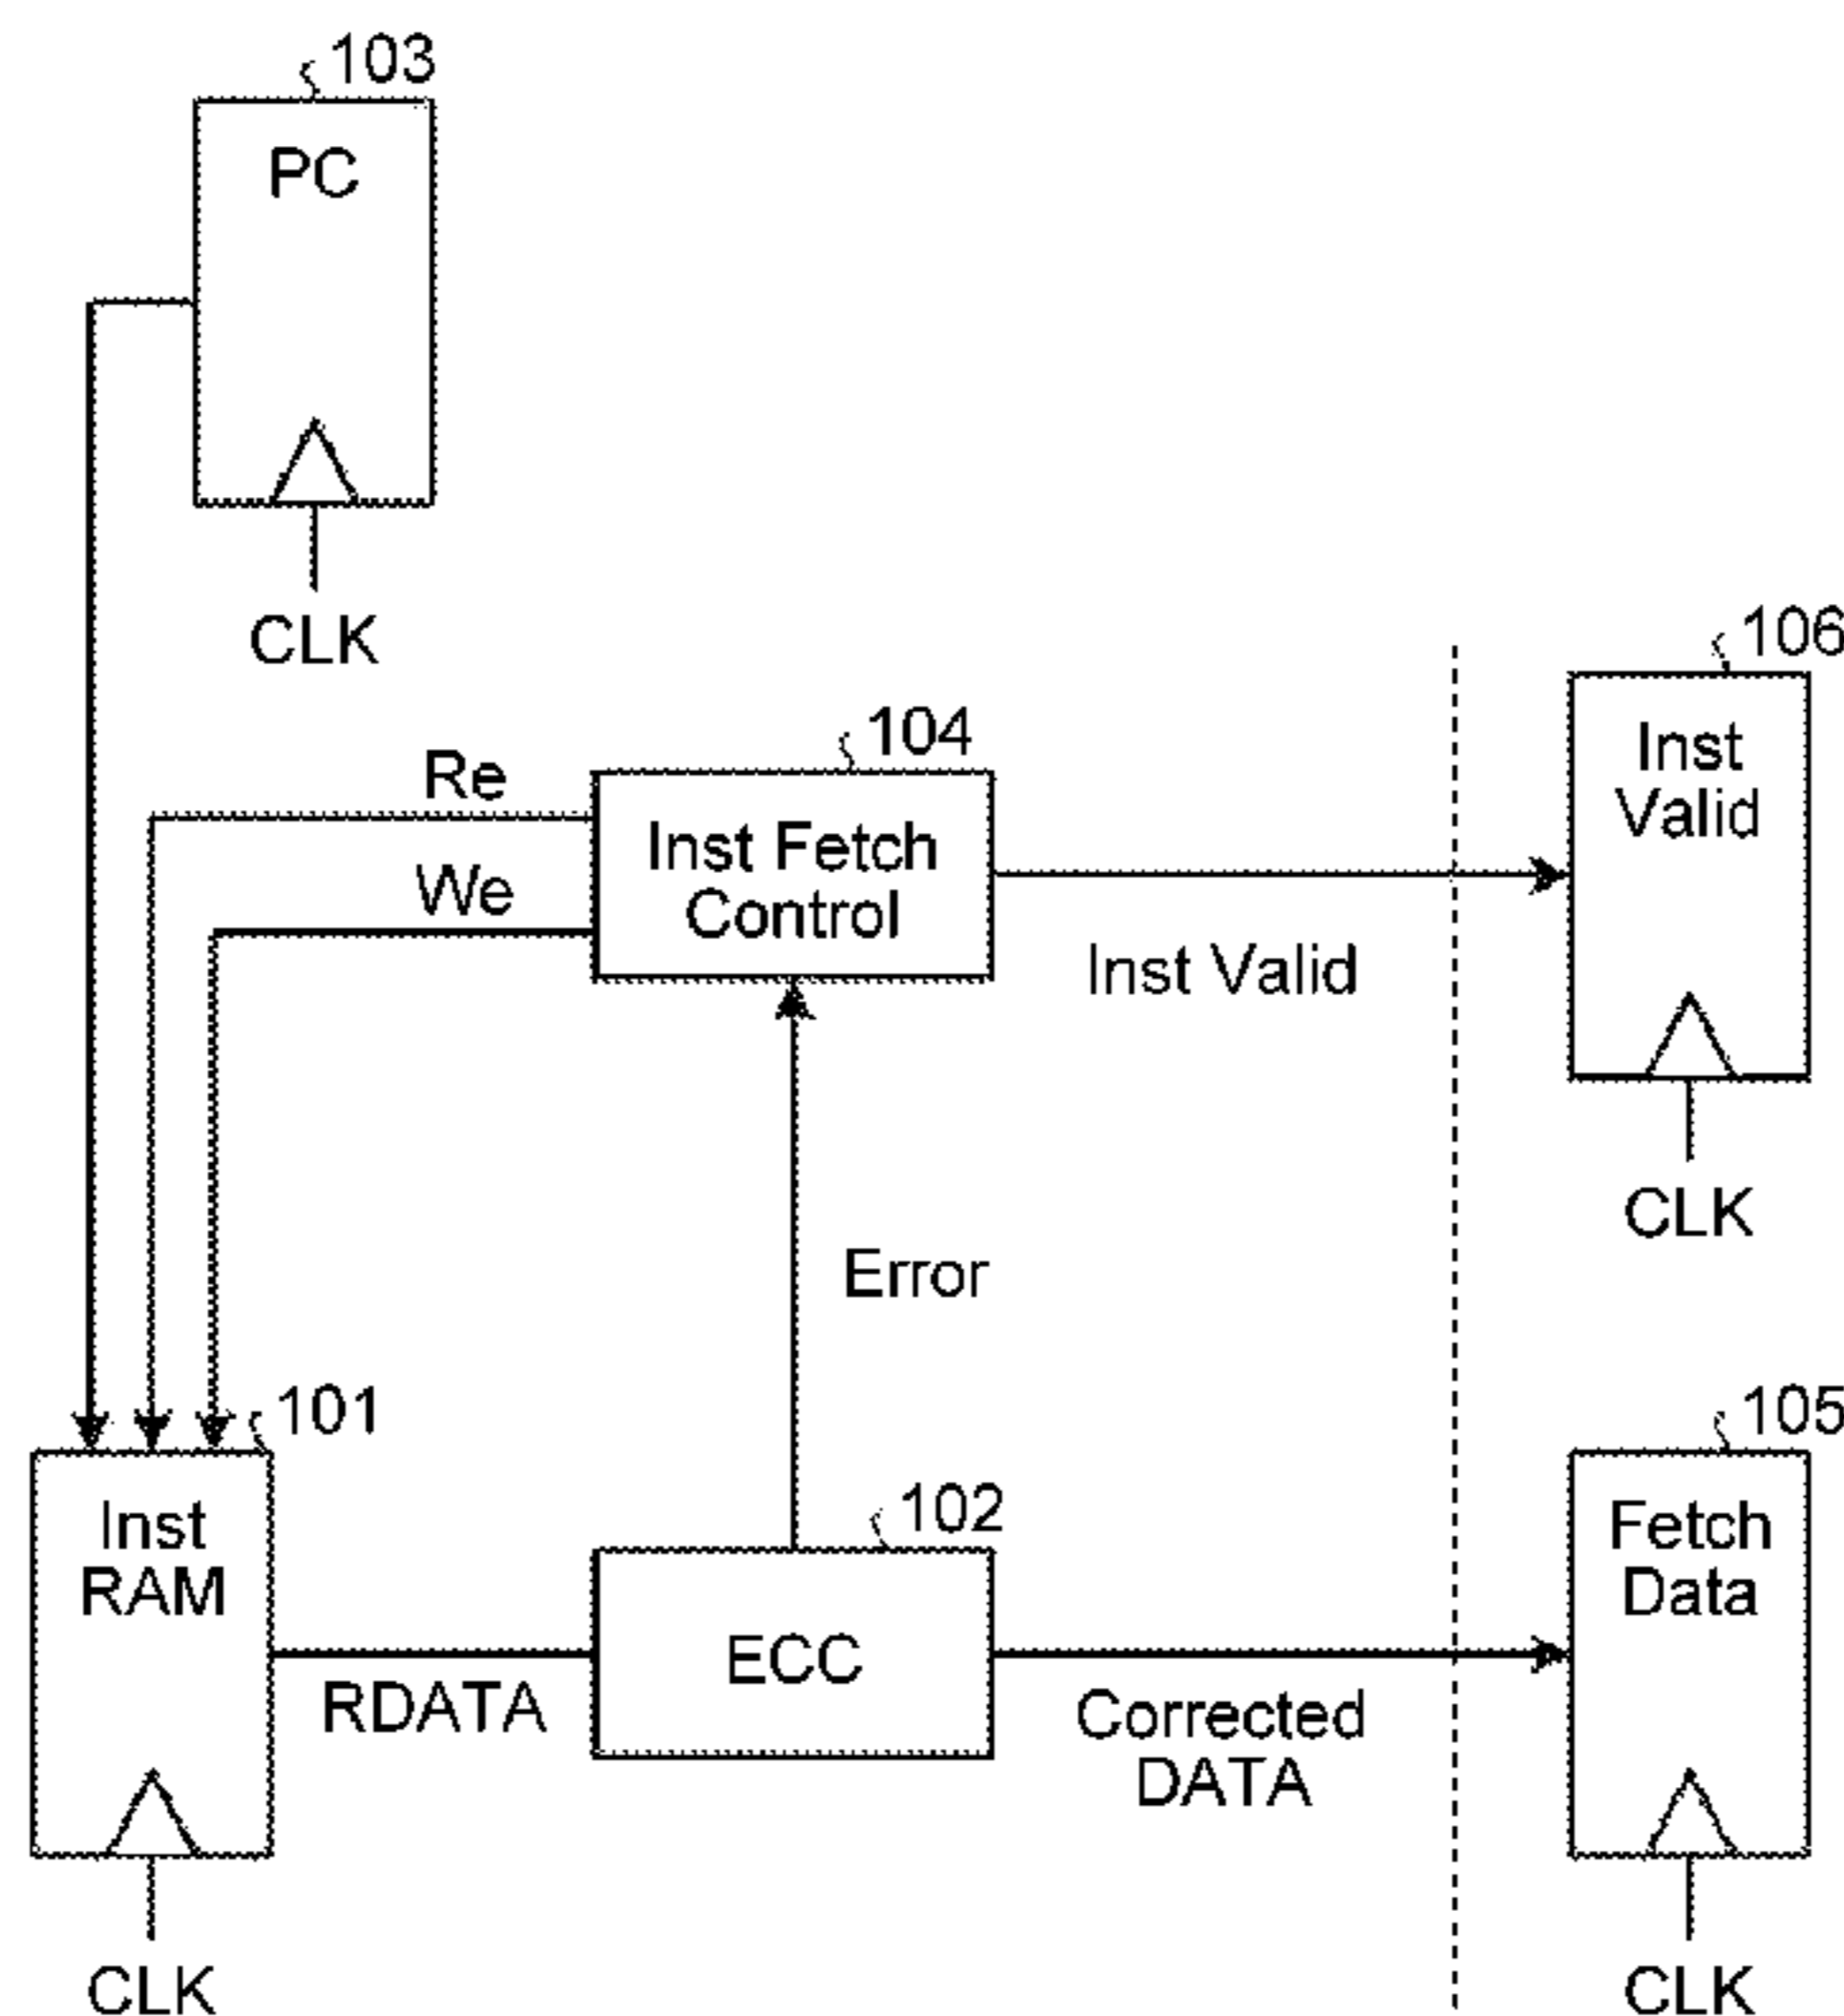 103
PC
CLK
106
Inst
Valid
104
Re
Inst Fetch
Control
We
Inst Valid
CLK
Error
101
105
Inst
RAM
102
Fetch
Data
ECC
RDATA
Corrected
DATA
CLK
CLK